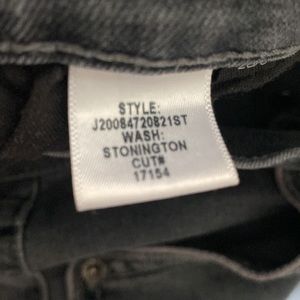 STYLE:
J20084720821ST
WASH:
STONINGTON
CUT#
17154